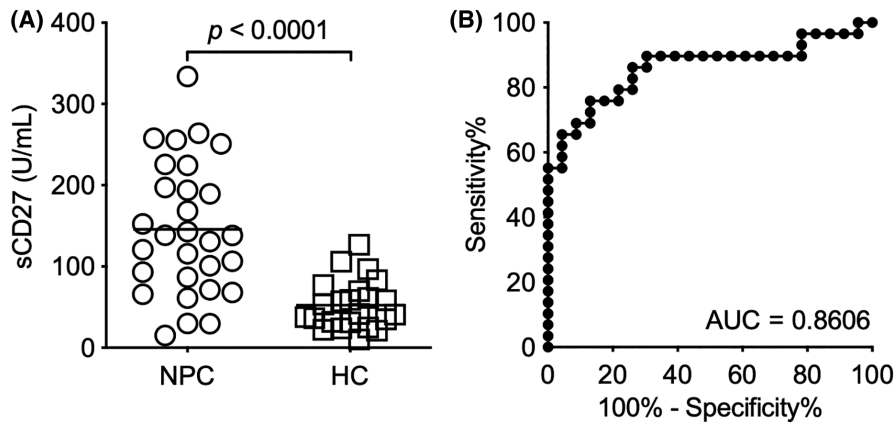 (A)
p < 0.0001
sCD27 (U/mL)
400
300
200
100
0
NPC HC
(B)
Sensitivity%
100
80
60
40
20
0
AUC = 0.8606
0 20 40 60 80 100
100% - Specificity%